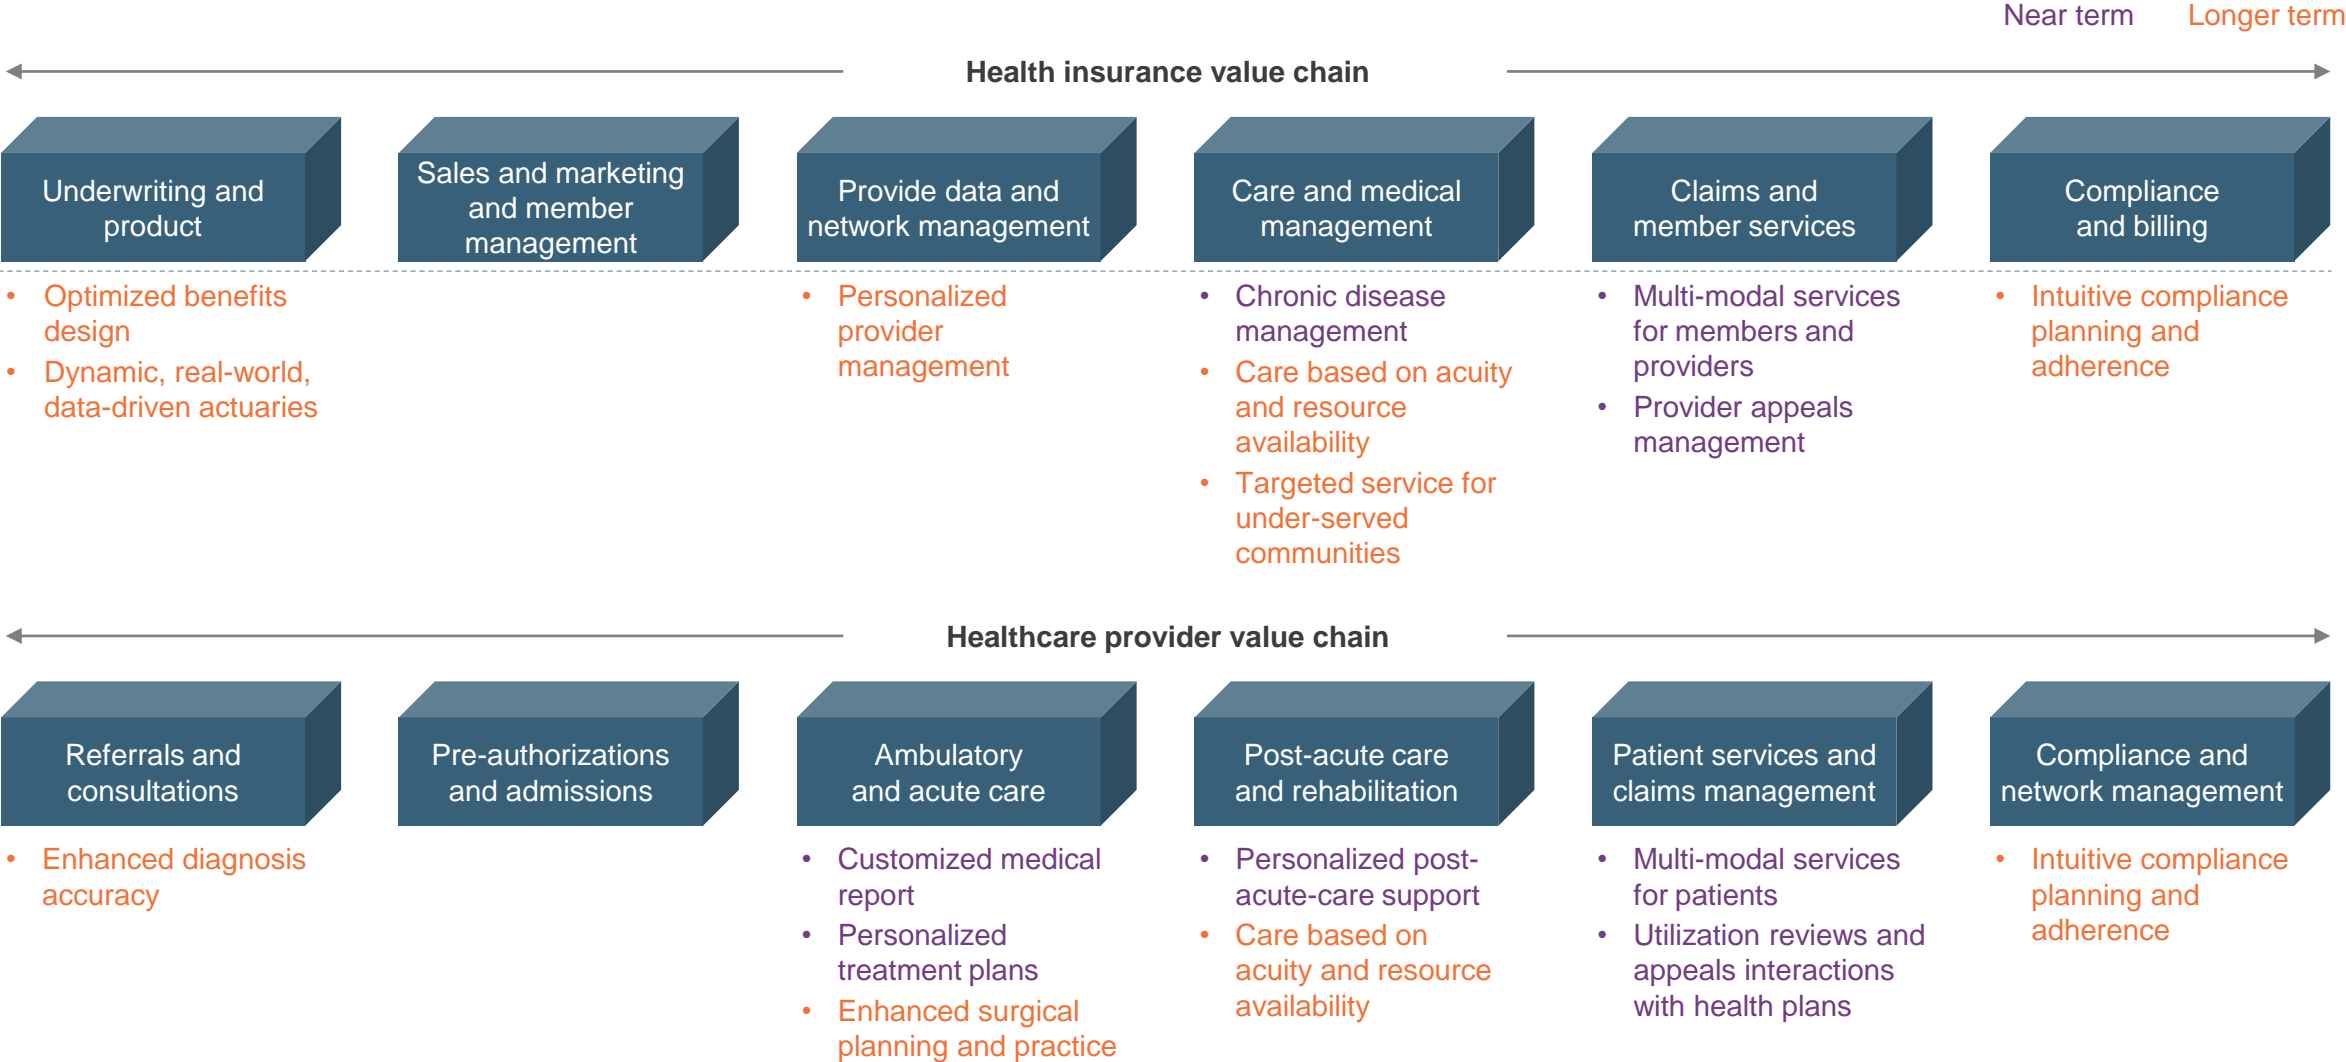 Near term
Longer term
Health insurance value chain
Underwriting and
product
Sales and marketing
and member
management
Provide data and
network management
Care and medical
management
Claims and
member services
Compliance
and billing
• Optimized benefits
design
• Dynamic, real-world,
data-driven actuaries
• Personalized
provider
management
• Chronic disease
management
• Care based on acuity
and resource
availability
• Targeted service for
under-served
communities
• Multi-modal services
for members and
providers
• Provider appeals
management
• Intuitive compliance
planning and
adherence
Healthcare provider value chain
Referrals and
consultations
Pre-authorizations
and admissions
Ambulatory
and acute care
Post-acute care
and rehabilitation
Patient services and
claims management
Compliance and
network management
• Enhanced diagnosis
accuracy
• Customized medical
report
• Personalized
treatment plans
• Enhanced surgical
planning and practice
• Personalized post-
acute-care support
• Care based on
acuity and resource
availability
• Multi-modal services
for patients
• Utilization reviews and
appeals interactions
with health plans
• Intuitive compliance
planning and
adherence